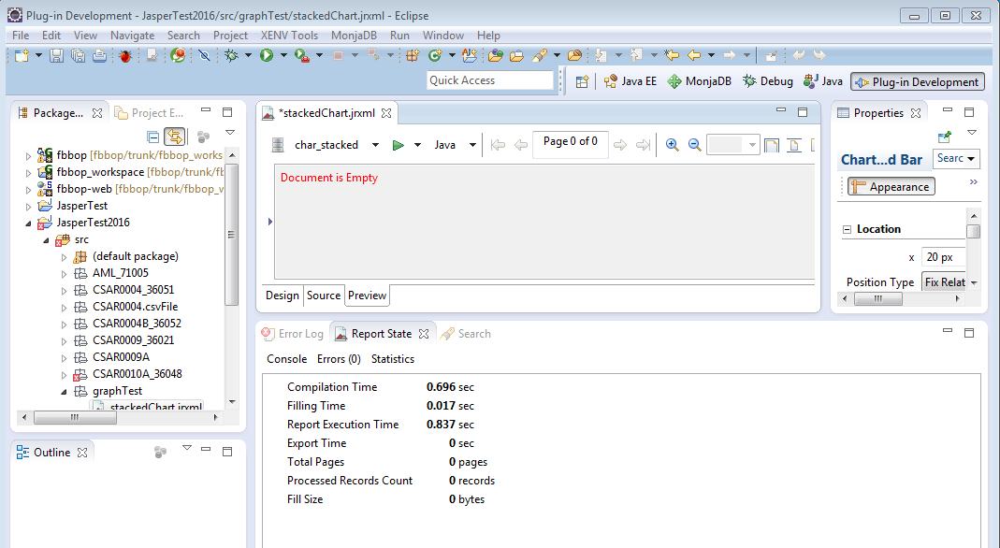 Plug-in Development - JasperTest2016/src/graphTest/stackedChart.jrxml - Eclipse
File Edit View Navigate Search Project XENV Tools MonjaDB Run Window Help
Quick Access
Java EE MonjaDB Debug Java Plug-in Development
Package...
Project E...
fbbop [fbbop/trunk/fbbop_works
fbbop_workspace [fbbop/trunk/fb
fbbop-web [fbbop/trunk/fbbop_v
JasperTest
JasperTest2016
src
(default package)
AML_71005
CSAR0004_36051
CSAR0004.csvFile
CSAR0004B_36052
CSAR0009_36021
CSAR0009A
CSAR0010A_36048
graphTest
stackedChart.jrxml
Outline
*stackedChart.jrxml
char_stacked Java Page 0 of 0
Document is Empty
Design Source Preview
Properties
Chart...d Bar Searc
Appearance
»
Location
x 20 px
Position Type Fix Relat
Error Log Report State Search
Console Errors (0) Statistics
Compilation Time 0.696 sec
Filling Time 0.017 sec
Report Execution Time 0.837 sec
Export Time 0 sec
Total Pages 0 pages
Processed Records Count 0 records
Fill Size 0 bytes